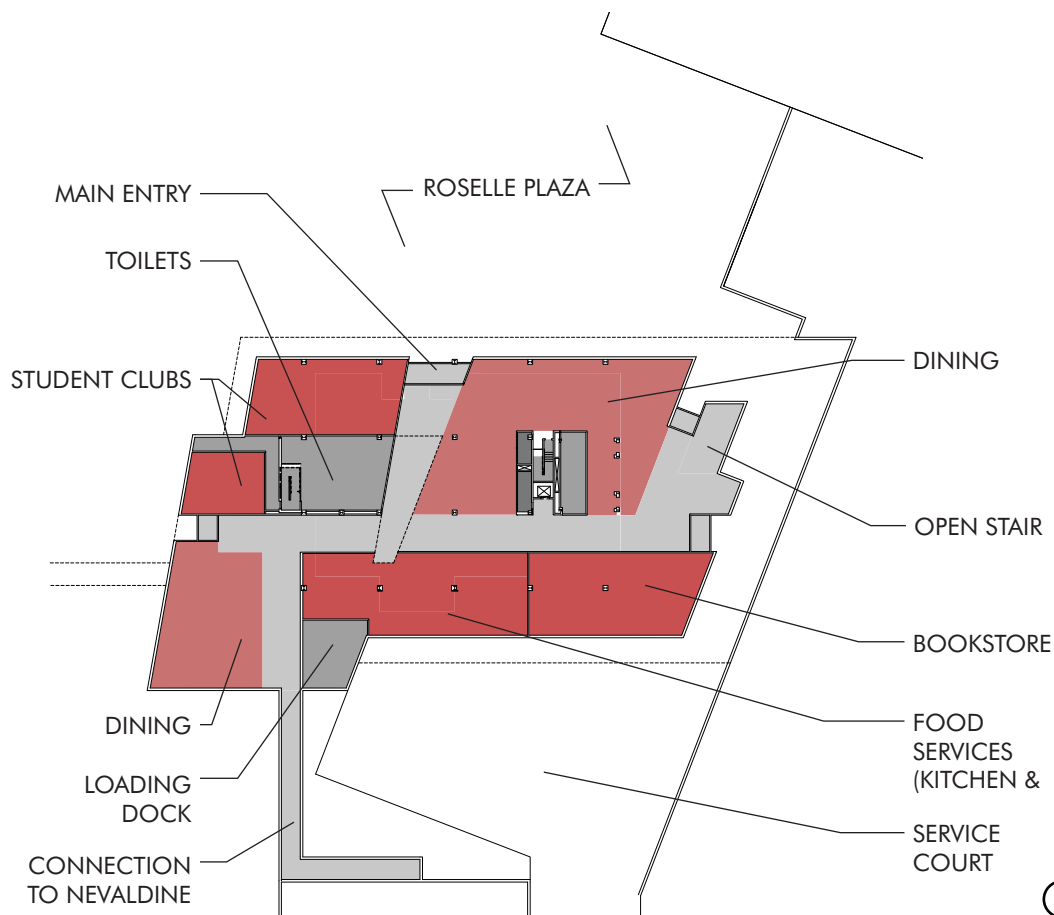 ROSELLE PLAZA
MAIN ENTRY
TOILETS
STUDENT CLUBS
DINING
LOADING
DOCK
CONNECTION
TO NEVALDINE
DINING
OPEN STAIR
BOOKSTORE
FOOD
SERVICES
(KITCHEN &
SERVICE
COURT